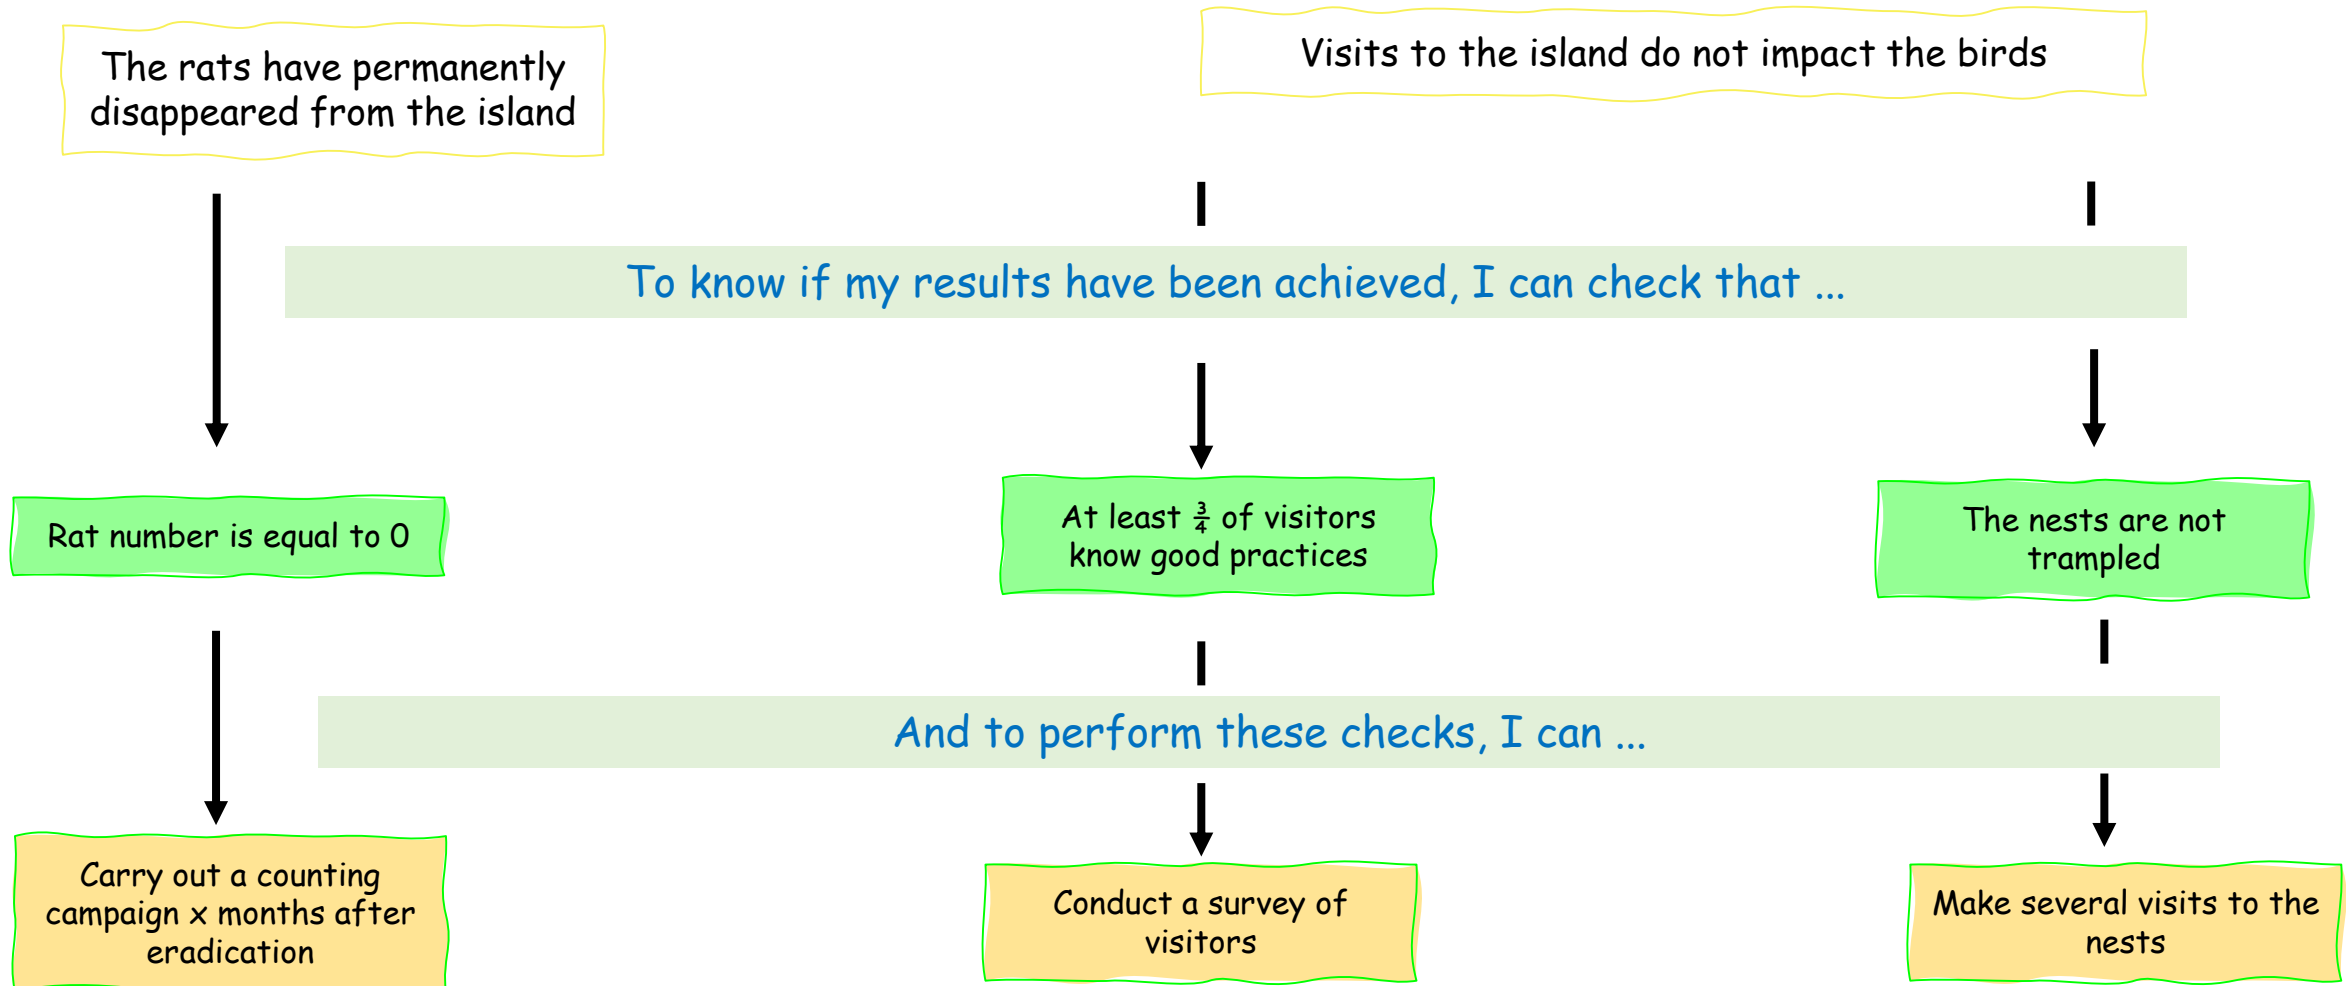 The rats have permanently
disappeared from the island
Visits to the island do not impact the birds
To know if my results have been achieved, I can check that ...
Rat number is equal to 0
At least ¾ of visitors
know good practices
The nests are not
trampled
And to perform these checks, I can ...
Carry out a counting
campaign x months after
eradication
Conduct a survey of
visitors
Make several visits to the
nests